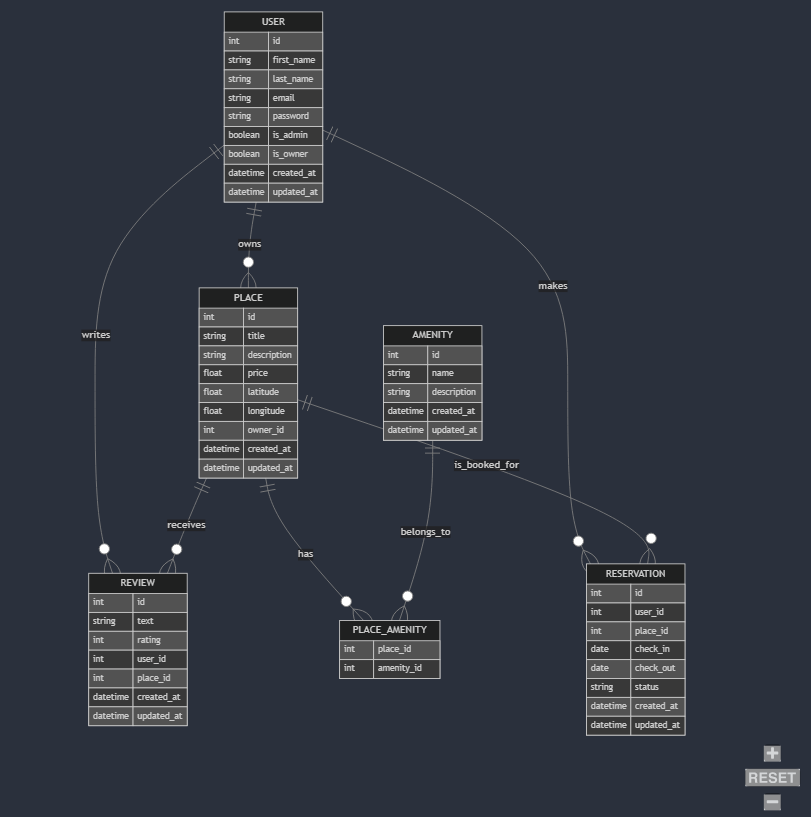 USER
int id
string first_name
string last_name
string email
string password
boolean is_admin
boolean is_owner
datetime created_at
datetime updated_at
owns
makes
writes
PLACE
int id
string title
string description
float price
float latitude
float longitude
int owner_id
datetime created_at
datetime updated_at
AMENITY
int id
string name
string description
datetime created_at
datetime updated_at
is_booked_for
receives
has
belongs_to
REVIEW
int id
string text
int rating
int user_id
int place_id
datetime created_at
datetime updated_at
PLACE_AMENITY
int place_id
int amenity_id
RESERVATION
int id
int user_id
int place_id
date check_in
date check_out
string status
datetime created_at
datetime updated_at
+
RESET
−